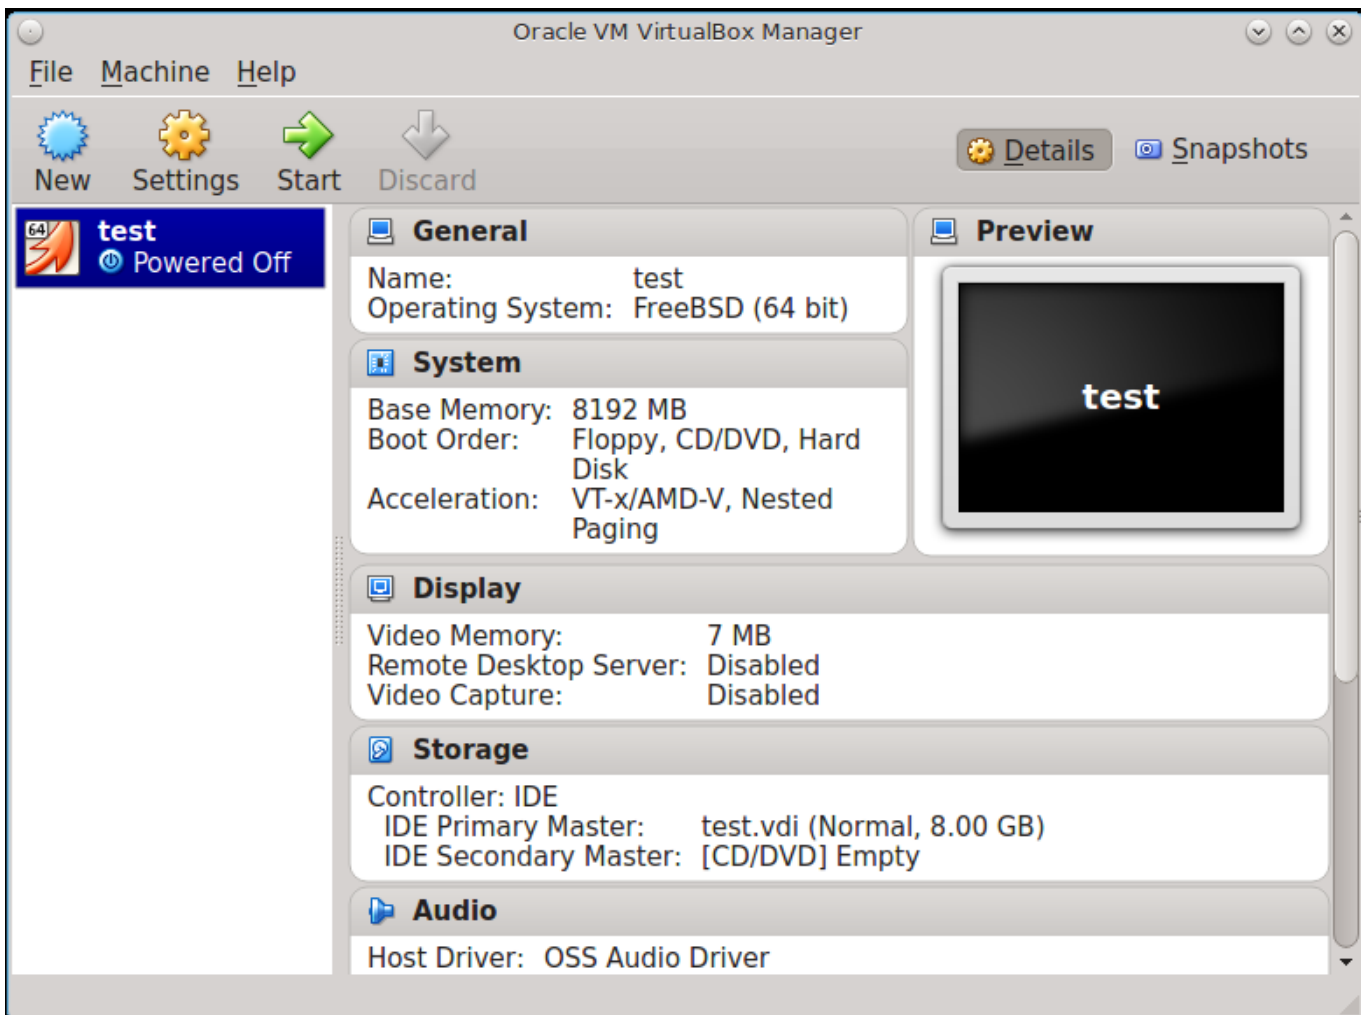 Oracle VM VirtualBox Manager
File Machine Help
New Settings Start Discard
Details Snapshots
64
test
Powered Off
General
Name: test
Operating System: FreeBSD (64 bit)
Preview
test
System
Base Memory: 8192 MB
Boot Order: Floppy, CD/DVD, Hard
Disk
Acceleration: VT-x/AMD-V, Nested
Paging
Display
Video Memory: 7 MB
Remote Desktop Server: Disabled
Video Capture: Disabled
Storage
Controller: IDE
IDE Primary Master: test.vdi (Normal, 8.00 GB)
IDE Secondary Master: [CD/DVD] Empty
Audio
Host Driver: OSS Audio Driver